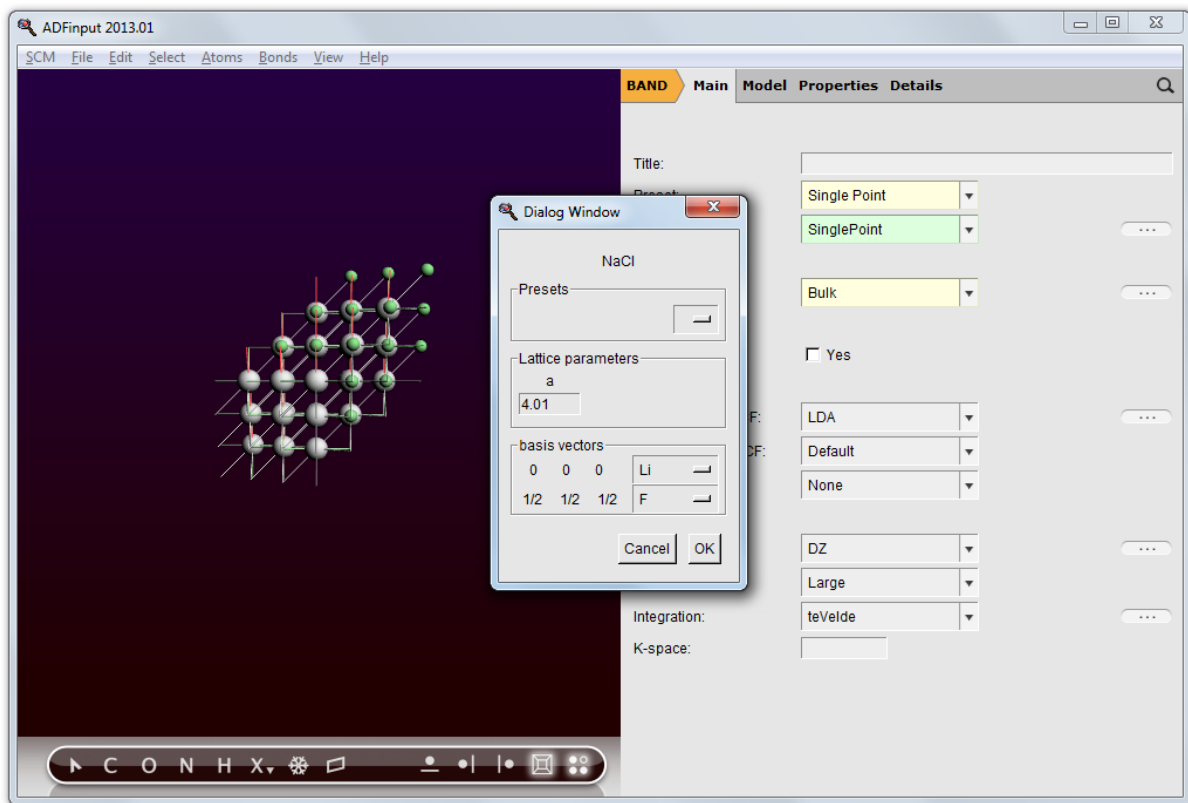 ADFinput 2013.01
SCM File Edit Select Atoms Bonds View Help
BAND Main Model Properties Details
Title:
Preset:
Single Point
SinglePoint
Bulk
Yes
F: LDA
CF: Default
None
DZ
Large
Integration: teVelde
K-space:
Dialog Window
NaCl
Presets
Lattice parameters
a
4.01
basis vectors
0 0 0 Li
1/2 1/2 1/2 F
Cancel OK
C O N H X